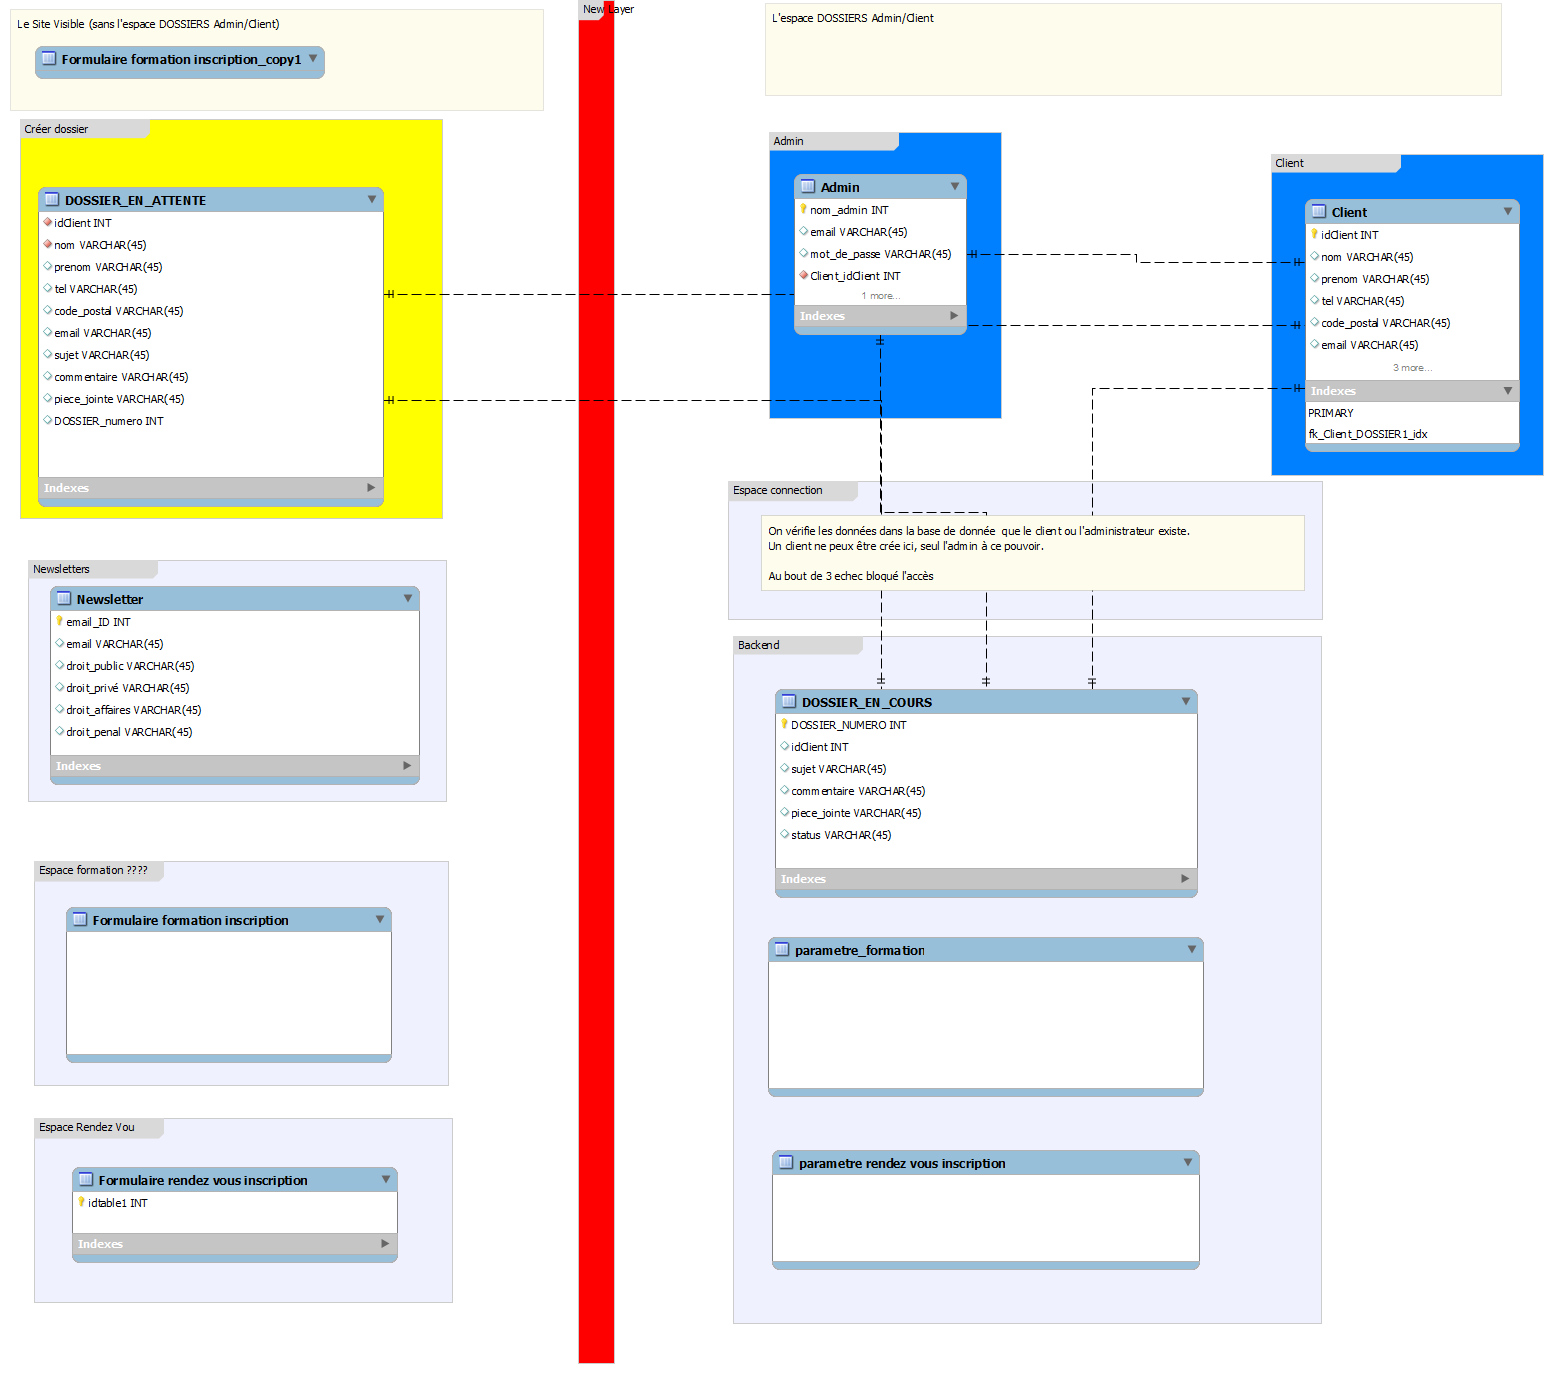 Le Site Visible (sans l'espace DOSSIERS Admin/Client)
Formulaire formation inscription_copy1
Créer dossier
DOSSIER_EN_ATTENTE
idClient INT
nom VARCHAR(45)
prenom VARCHAR(45)
tel VARCHAR(45)
code_postal VARCHAR(45)
email VARCHAR(45)
sujet VARCHAR(45)
commentaire VARCHAR(45)
piece_jointe VARCHAR(45)
DOSSIER_numero INT
Indexes
Newsletters
Newsletter
email_ID INT
email VARCHAR(45)
droit_public VARCHAR(45)
droit_privé VARCHAR(45)
droit_affaires VARCHAR(45)
droit_penal VARCHAR(45)
Indexes
Espace formation ????
Formulaire formation inscription
Espace Rendez Vou
Formulaire rendez vous inscription
idtable1 INT
Indexes
New Layer
L'espace DOSSIERS Admin/Client
Admin
Admin
nom_admin INT
email VARCHAR(45)
mot_de_passe VARCHAR(45)
Client_idClient INT
1 more...
Indexes
Client
Client
idClient INT
nom VARCHAR(45)
prenom VARCHAR(45)
tel VARCHAR(45)
code_postal VARCHAR(45)
email VARCHAR(45)
3 more...
Indexes
PRIMARY
fk_Client_DOSSIER1_idx
Espace connection
On vérifie les données dans la base de donnée  que le client ou l'administrateur existe.
Un client ne peux être crée ici, seul l'admin à ce pouvoir.
Au bout de 3 echec bloqué l'accès
Backend
DOSSIER_EN_COURS
DOSSIER_NUMERO INT
idClient INT
sujet VARCHAR(45)
commentaire VARCHAR(45)
piece_jointe VARCHAR(45)
status VARCHAR(45)
Indexes
parametre_formation
parametre rendez vous inscription